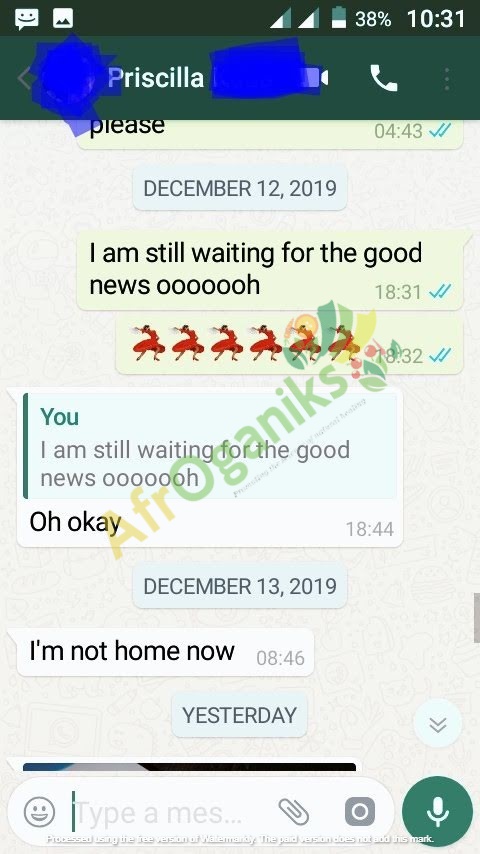 38% 10:31
Priscilla
please
04:43
DECEMBER 12, 2019
I am still waiting for the good
news ooooooh
18:31
18:32
AfrOganiks
You
I am still waiting for the good
news ooooooh
Oh okay
18:44
DECEMBER 13, 2019
I'm not home now
08:46
YESTERDAY
Type a mes...
Processed using the free version of Watermarkly. The paid version does not add this mark.